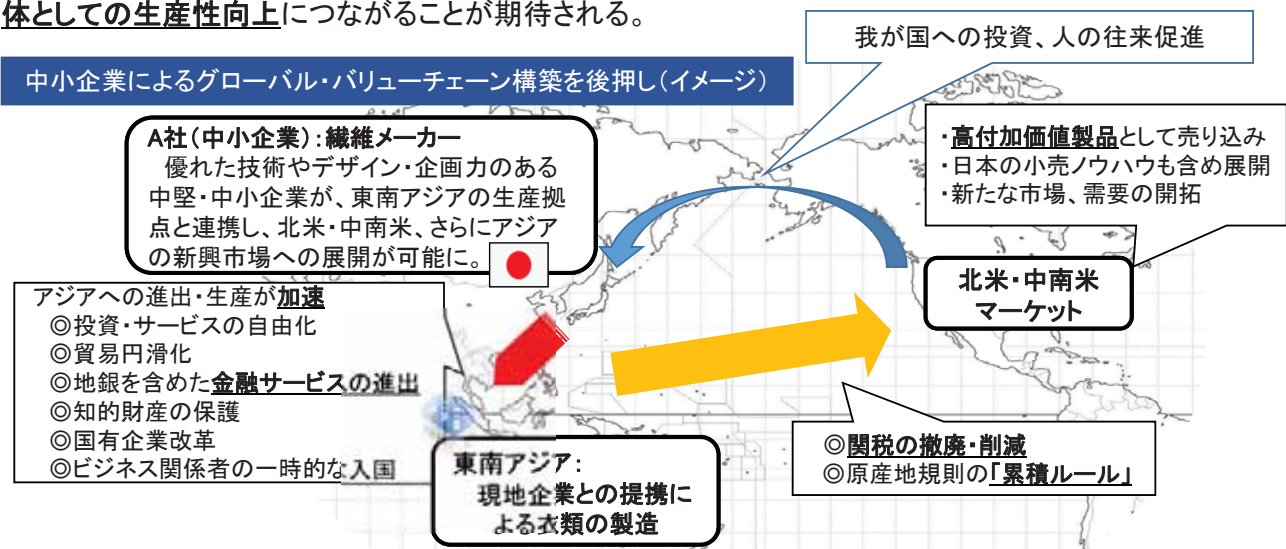 体としての生産性向上につながることが期待される。
我が国への投資、人の往来促進
中小企業によるグローバル・バリューチェーン構築を後押し(イメージ)
A社(中小企業):繊維メーカー
優れた技術やデザイン・企画力のある
中堅・中小企業が、東南アジアの生産拠
点と連携し、北米・中南米、さらにアジア
の新興市場への展開が可能に。
・高付加価値製品として売り込み
・日本の小売ノウハウも含め展開
・新たな市場、需要の開拓
北米・中南米
マーケット
アジアへの進出・生産が加速
◎投資・サービスの自由化
◎貿易円滑化
◎地銀を含めた金融サービスの進出
◎知的財産の保護
◎国有企業改革
◎ビジネス関係者の一時的な入国
東南アジア:
現地企業との提携に
よる衣類の製造
◎関税の撤廃・削減
◎原産地規則の「累積ルール」